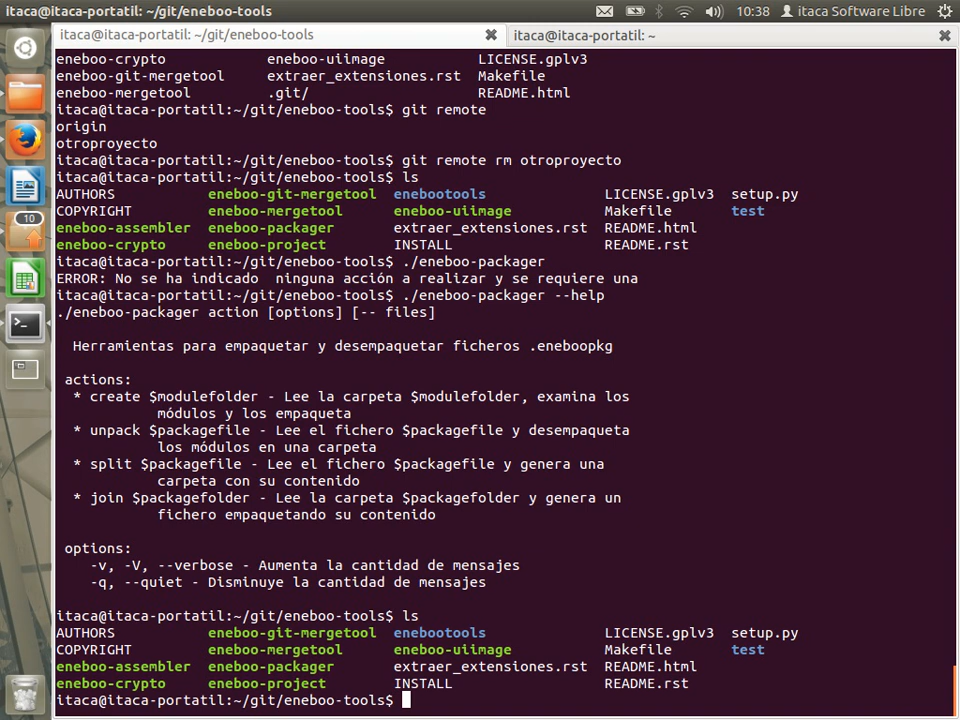 itaca@itaca-portatil: ~/git/eneboo-tools
10:38 itaca Software Libre
itaca@itaca-portatil: ~/git/eneboo-tools
itaca@itaca-portatil: ~
10
eneboo-crypto eneboo-uiimage LICENSE.gplv3
eneboo-git-mergetool extraer_extensiones.rst Makefile
eneboo-mergetool .git/ README.html
itaca@itaca-portatil:~/git/eneboo-tools$ git remote
origin
otroproyecto
itaca@itaca-portatil:~/git/eneboo-tools$ git remote rm otroproyecto
itaca@itaca-portatil:~/git/eneboo-tools$ ls
AUTHORS eneboo-git-mergetool enebootools LICENSE.gplv3 setup.py
COPYRIGHT eneboo-mergetool eneboo-uiimage Makefile test
eneboo-assembler eneboo-packager extraer_extensiones.rst README.html
eneboo-crypto eneboo-project INSTALL README.rst
itaca@itaca-portatil:~/git/eneboo-tools$ ./eneboo-packager
ERROR: No se ha indicado  ninguna acción a realizar y se requiere una
itaca@itaca-portatil:~/git/eneboo-tools$ ./eneboo-packager --help
./eneboo-packager action [options] [-- files]
Herramientas para empaquetar y desempaquetar ficheros .eneboopkg
actions:
* create $modulefolder - Lee la carpeta $modulefolder, examina los
módulos y los empaqueta
* unpack $packagefile - Lee el fichero $packagefile y desempaqueta
los módulos en una carpeta
* split $packagefile - Lee el fichero $packagefile y genera una
carpeta con su contenido
* join $packagefolder - Lee la carpeta $packagefolder y genera un
fichero empaquetando su contenido
options:
-v, -V, --verbose - Aumenta la cantidad de mensajes
-q, --quiet - Disminuye la cantidad de mensajes
itaca@itaca-portatil:~/git/eneboo-tools$ ls
AUTHORS eneboo-git-mergetool enebootools LICENSE.gplv3 setup.py
COPYRIGHT eneboo-mergetool eneboo-uiimage Makefile test
eneboo-assembler eneboo-packager extraer_extensiones.rst README.html
eneboo-crypto eneboo-project INSTALL README.rst
itaca@itaca-portatil:~/git/eneboo-tools$